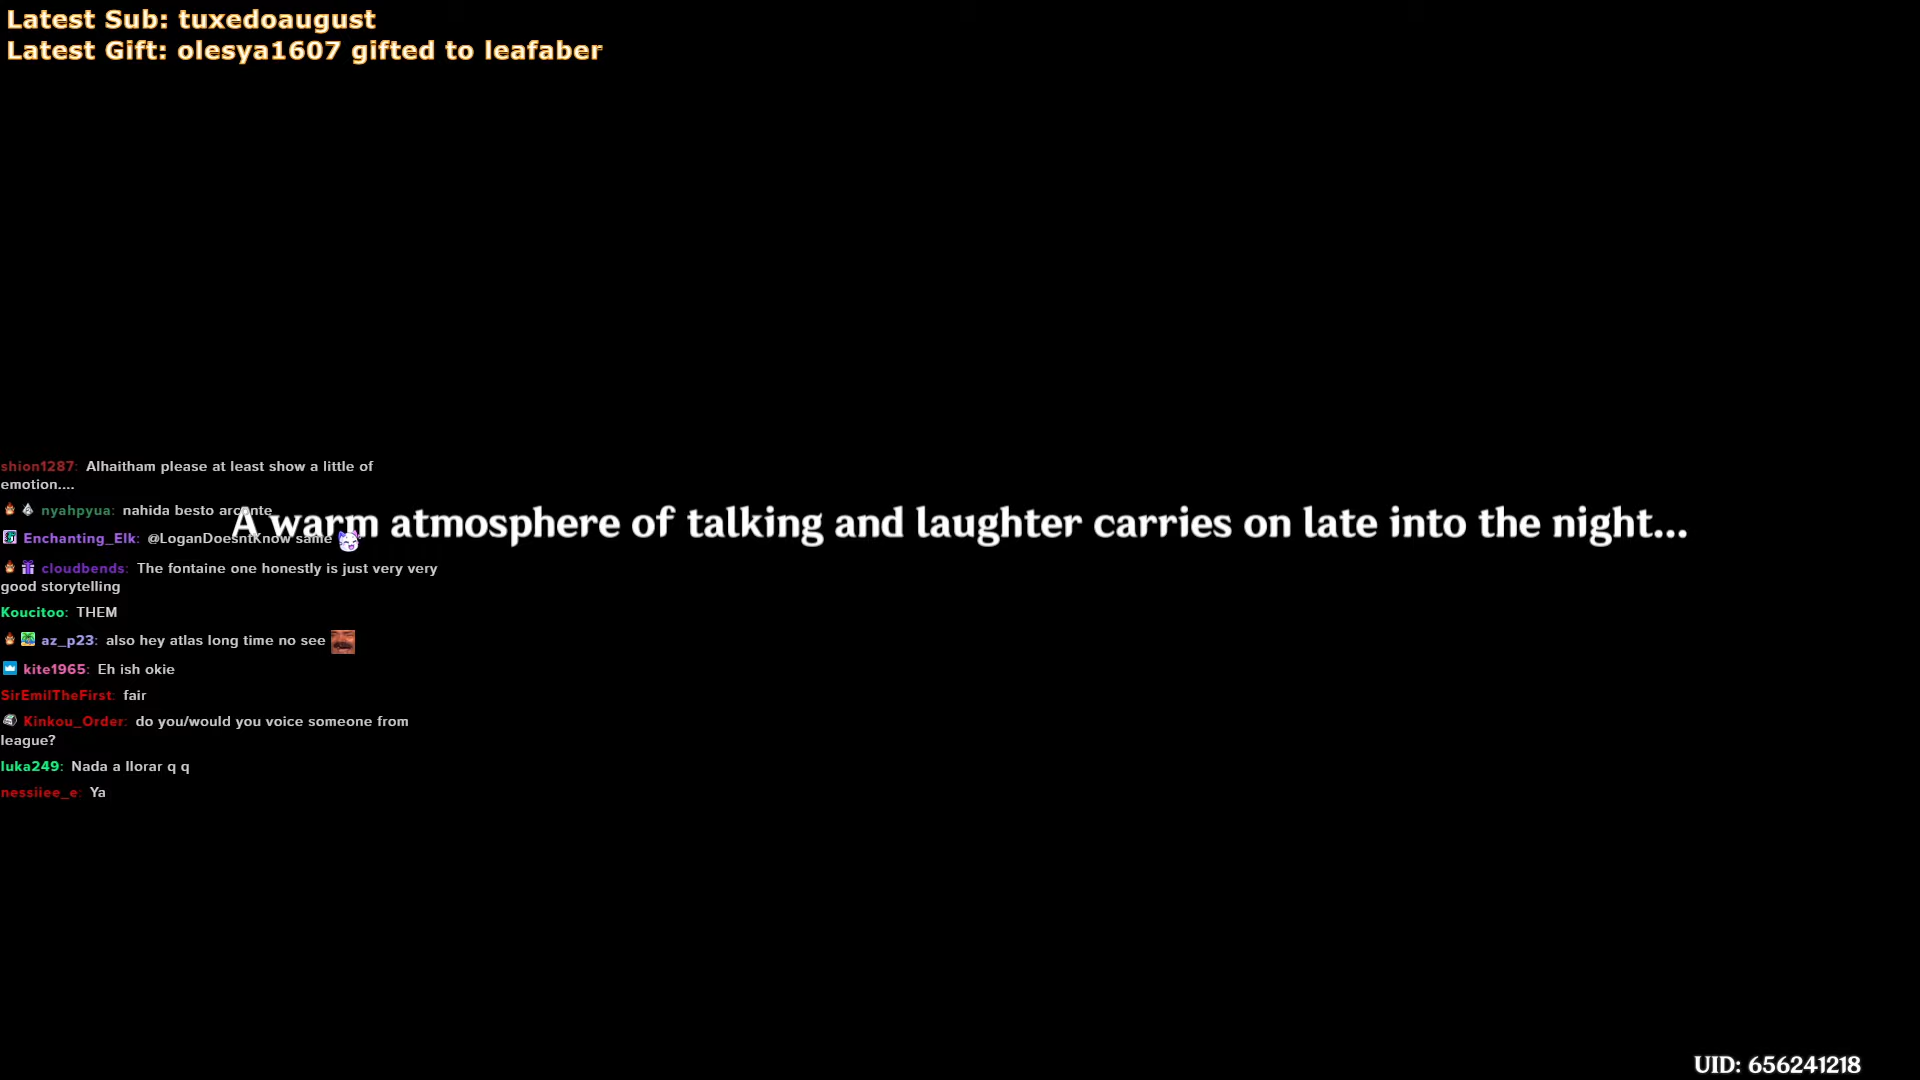 Latest Sub: tuxedoaugust
Latest Gift: olesya1607 gifted to leafaber
shion1287: Alhaitham please at least show a little of
emotion....
nyahpyua: nahida besto arconte
A warm atmosphere of talking and laughter carries on late into the night...
Enchanting_Elk: @LoganDoesntKnow same
cloudbends: The fontaine one honestly is just very very
good storytelling
Koucitoo: THEM
az_p23: also hey atlas long time no see
kite1965: Eh ish okie
SirEmilTheFirst: fair
Kinkou_Order: do you/would you voice someone from
league?
luka249: Nada a llorar q q
nessiiee_e: Ya
UID: 656241218